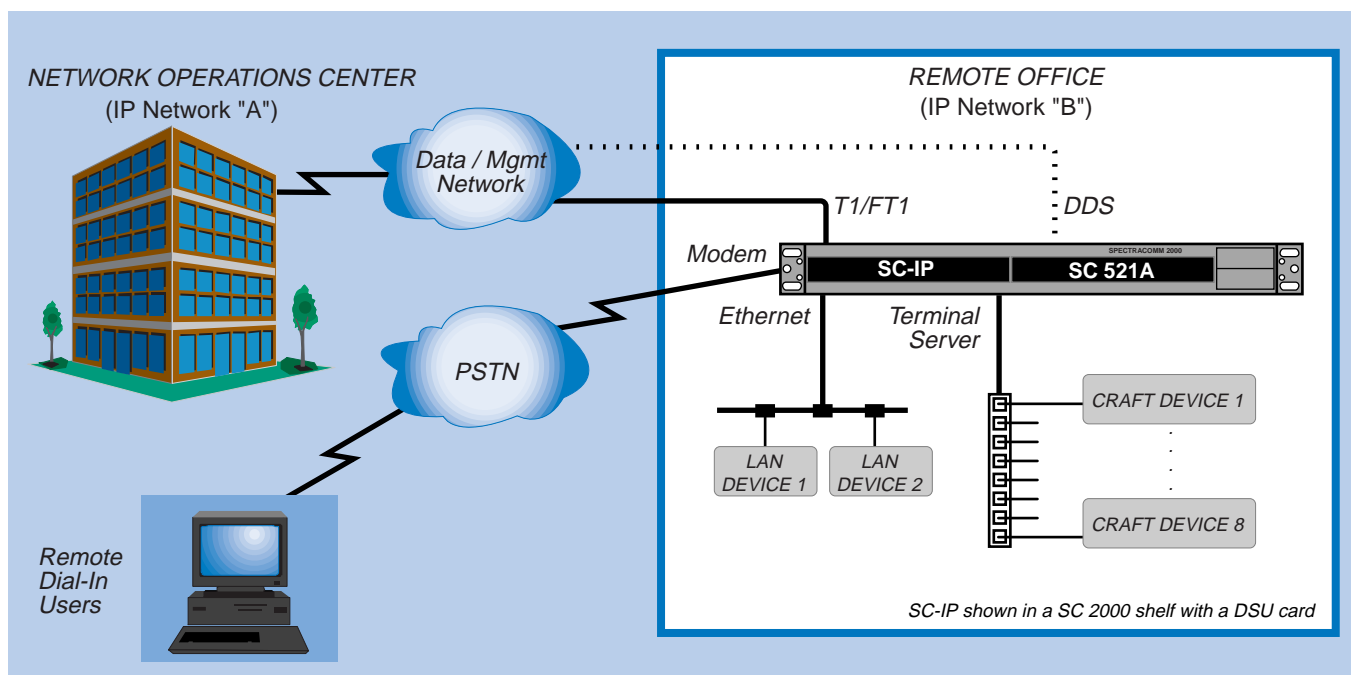 NETWORK OPERATIONS CENTER
(IP Network "A")
REMOTE OFFICE
(IP Network "B")
Data / Mgmt
Network
T1/FT1
DDS
Modem
SPECTRACOMM 2000
SC-IP
SC 521A
Ethernet
Terminal
Server
PSTN
CRAFT DEVICE 1
LAN
DEVICE 1
LAN
DEVICE 2
CRAFT DEVICE 8
Remote
Dial-In
Users
SC-IP shown in a SC 2000 shelf with a DSU card